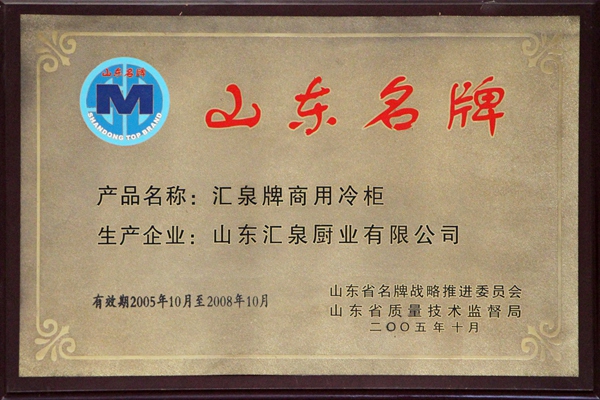 山东名牌
SHANDONG TOP BRAND
山东名牌
产品名称：汇泉牌商用冷柜
生产企业：山东汇泉厨业有限公司
有效期2005年10月至2008年10月
山东省名牌战略推进委员会
山东省质量技术监督局
二〇〇五年十月